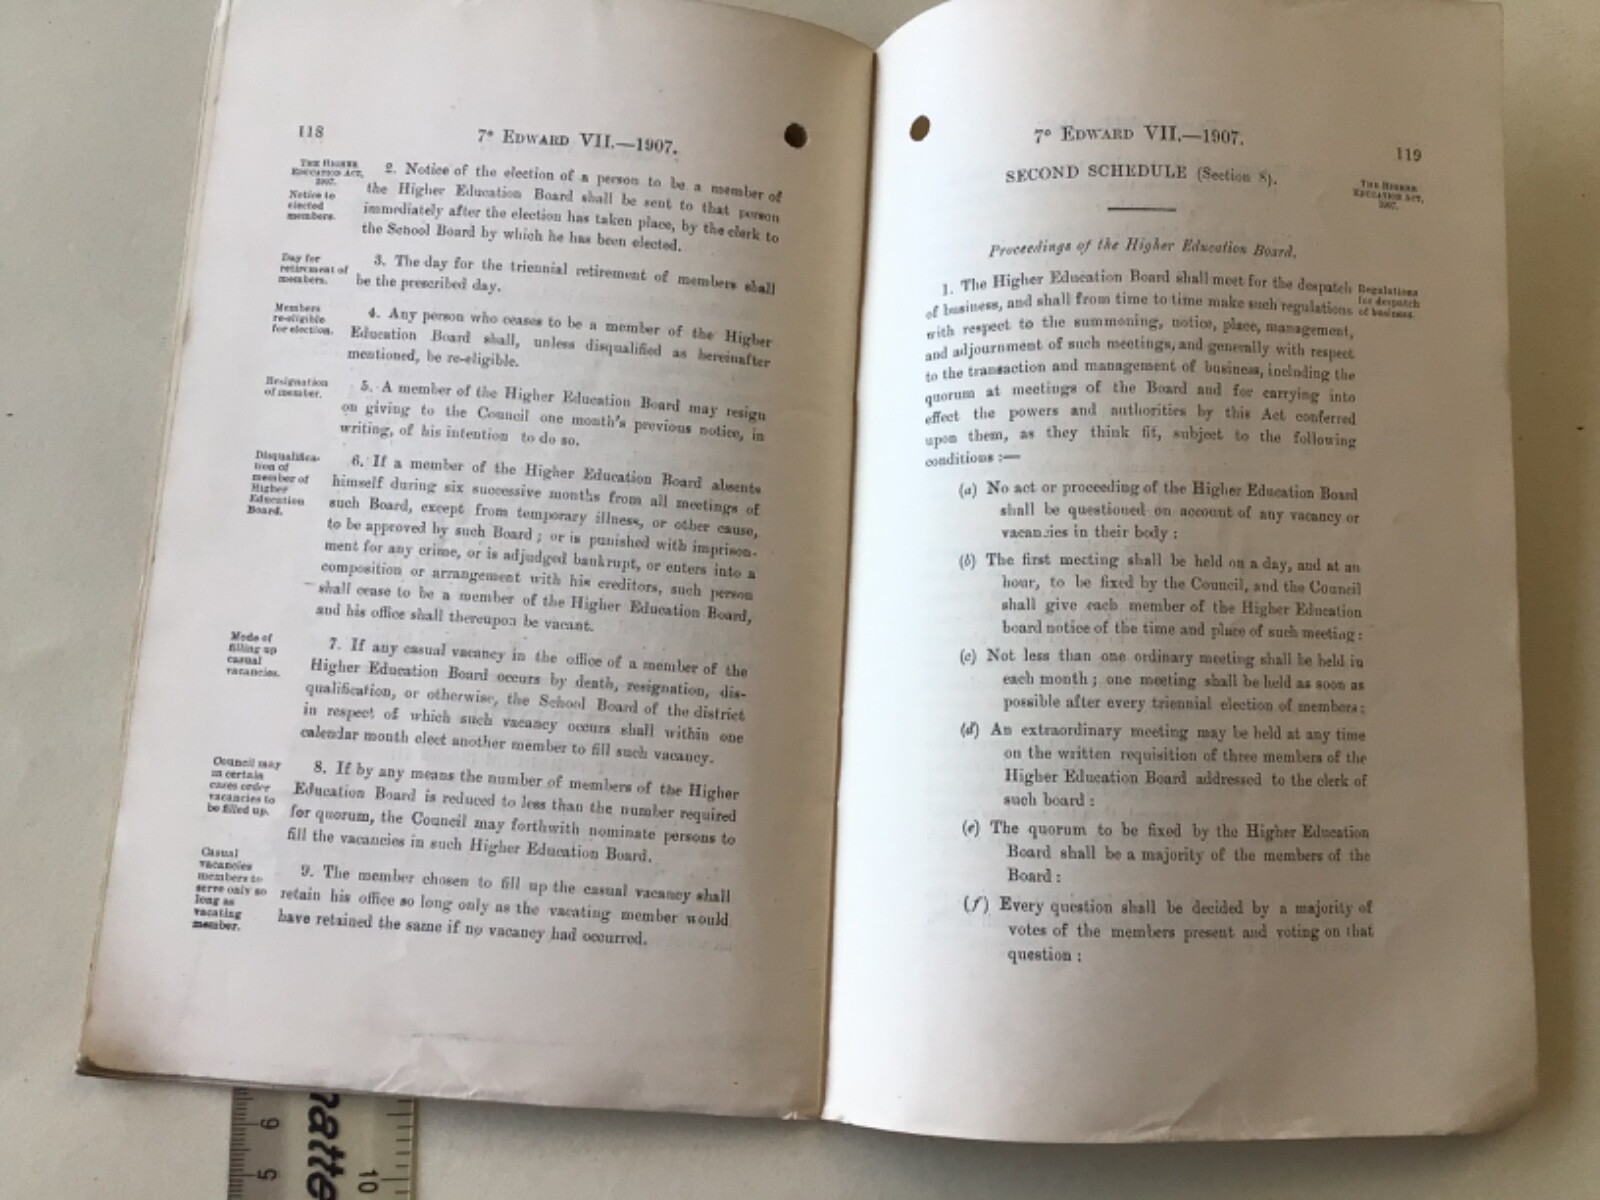 118
7° EDWARD VII.—1907.
THE HIGHER
EDUCATION ACT,
1907.
Notice to
elected
members.
2. Notice of the election of a person to be a member of
the Higher Education Board shall be sent to that person
immediately after the election has taken place, by the clerk to
the School Board by which he has been elected.
Day for
retirement of
members.
3. The day for the triennial retirement of members shall
be the prescribed day.
Members
re-eligible
for election.
4. Any person who ceases to be a member of the Higher
Education Board shall, unless disqualified as hereinafter
mentioned, be re-eligible.
Resignation
of member.
5. A member of the Higher Education Board may resign
on giving to the Council one month's previous notice, in
writing, of his intention to do so.
Disqualifica-
tion of
member of
Higher
Education
Board.
6. If a member of the Higher Education Board absents
himself during six successive months from all meetings of
such Board, except from temporary illness, or other cause,
to be approved by such Board; or is punished with imprison-
ment for any crime, or is adjudged bankrupt, or enters into a
composition or arrangement with his creditors, such person
shall cease to be a member of the Higher Education Board,
and his office shall thereupon be vacant.
Mode of
filling up
casual
vacancies.
7. If any casual vacancy in the office of a member of the
Higher Education Board occurs by death, resignation, dis-
qualification, or otherwise, the School Board of the district
in respect of which such vacancy occurs shall within one
calendar month elect another member to fill such vacancy.
Council may
in certain
cases order
vacancies to
be filled up.
8. If by any means the number of members of the Higher
Education Board is reduced to less than the number required
for quorum, the Council may forthwith nominate persons to
fill the vacancies in such Higher Education Board.
Casual
vacancies
members to
serve only so
long as
vacating
member.
9. The member chosen to fill up the casual vacancy shall
retain his office so long only as the vacating member would
have retained the same if no vacancy had occurred.
7° EDWARD VII.—1907.
119
SECOND SCHEDULE (Section 8).
THE HIGHER
EDUCATION ACT,
1907.
Proceedings of the Higher Education Board.
1. The Higher Education Board shall meet for the despatch
of business, and shall from time to time make such regulations
with respect to the summoning, notice, place, management,
and adjournment of such meetings, and generally with respect
to the transaction and management of business, including the
quorum at meetings of the Board and for carrying into
effect the powers and authorities by this Act conferred
upon them, as they think fit, subject to the following
conditions :—
Regulations
for despatch
of business.
(a) No act or proceeding of the Higher Education Board
shall be questioned on account of any vacancy or
vacancies in their body :
(b) The first meeting shall be held on a day, and at an
hour, to be fixed by the Council, and the Council
shall give each member of the Higher Education
board notice of the time and place of such meeting:
(c) Not less than one ordinary meeting shall be held in
each month; one meeting shall be held as soon as
possible after every triennial election of members:
(d) An extraordinary meeting may be held at any time
on the written requisition of three members of the
Higher Education Board addressed to the clerk of
such board :
(e) The quorum to be fixed by the Higher Education
Board shall be a majority of the members of the
Board :
(f) Every question shall be decided by a majority of
votes of the members present and voting on that
question :
6
5
10